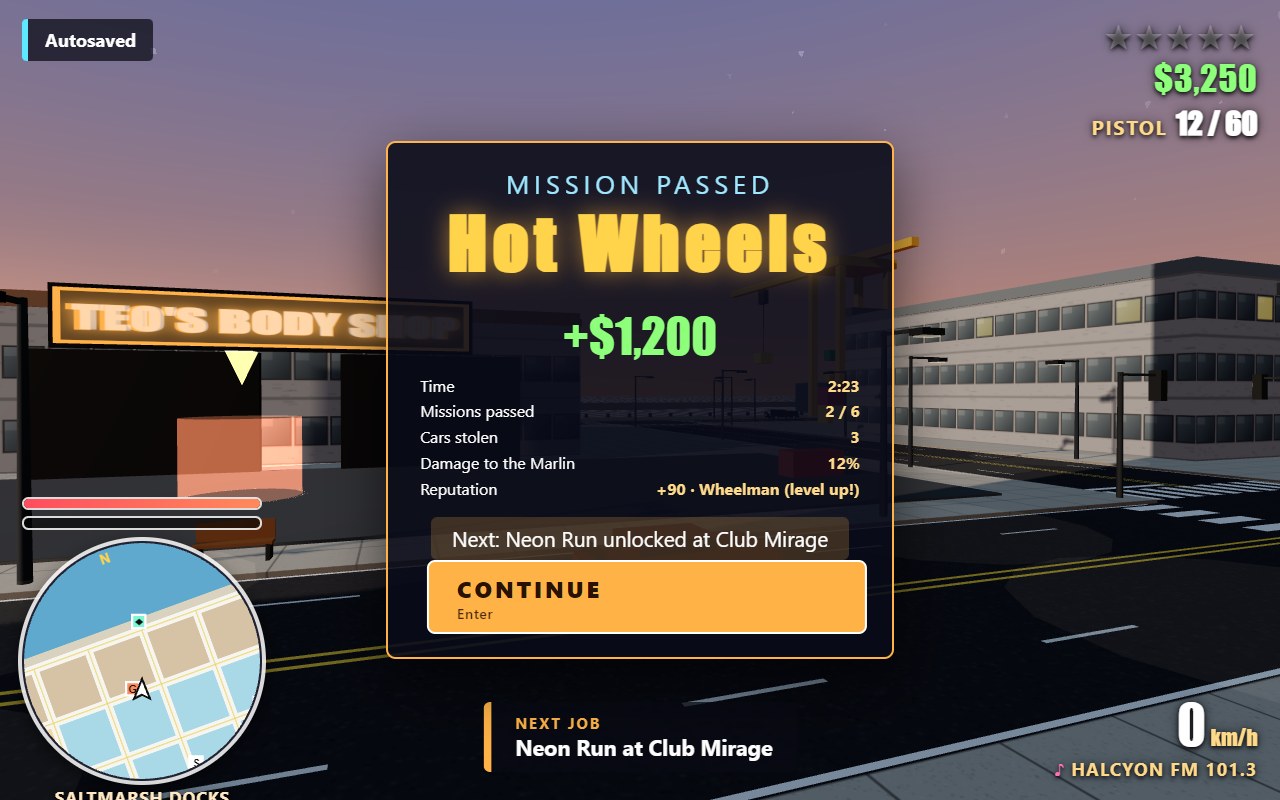 Autosaved
$3,250
PISTOL 12 / 60
MISSION PASSED
Hot Wheels
TEO'S BODY SHOP
+$1,200
Time 2:23
Missions passed 2 / 6
Cars stolen 3
Damage to the Marlin 12%
Reputation +90 · Wheelman (level up!)
Next: Neon Run unlocked at Club Mirage
CONTINUE
Enter
N
G
S
NEXT JOB
Neon Run at Club Mirage
0 km/h
♪ HALCYON FM 101.3
SALTMARSH DOCKS